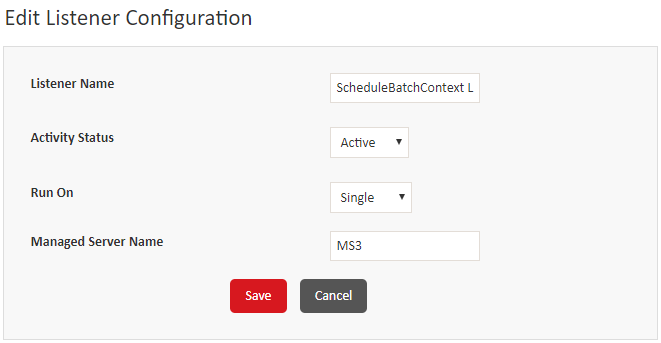 Edit Listener Configuration
Listener Name ScheduleBatchContext L
Activity Status Active
Run On Single
Managed Server Name MS3
Save Cancel